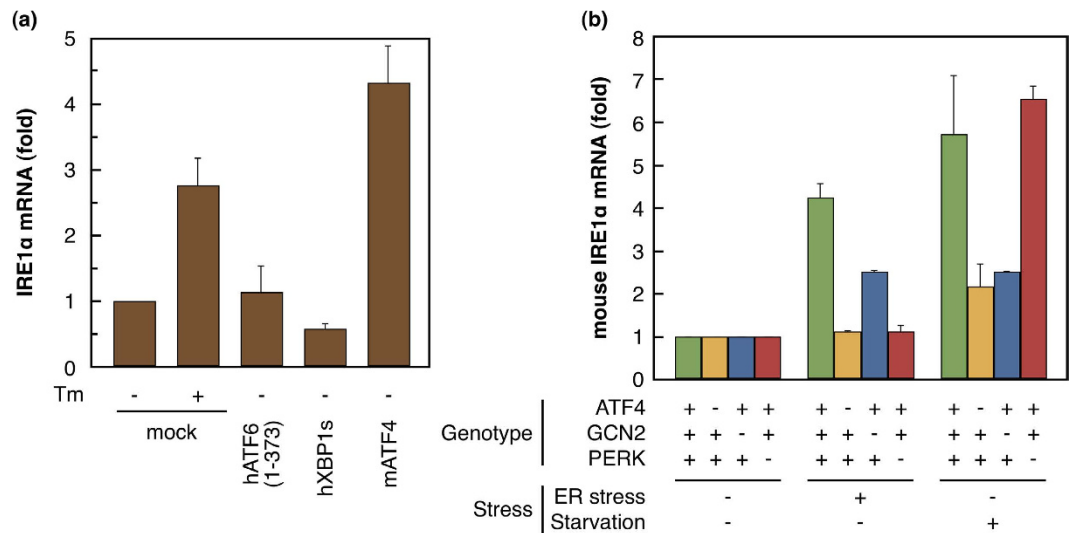 (a)
IRE1α mRNA (fold)
5
4
3
2
1
0
Tm - + - - -
mock
hATF6
(1-373)
hXBP1s
mATF4
(b)
mouse IRE1α mRNA (fold)
8
7
6
5
4
3
2
1
0
Genotype
ATF4 + - + + + - + + + - + +
GCN2 + + - + + + - + + + - +
PERK + + + - + + + - + + + -
Stress
ER stress - + -
Starvation - - +